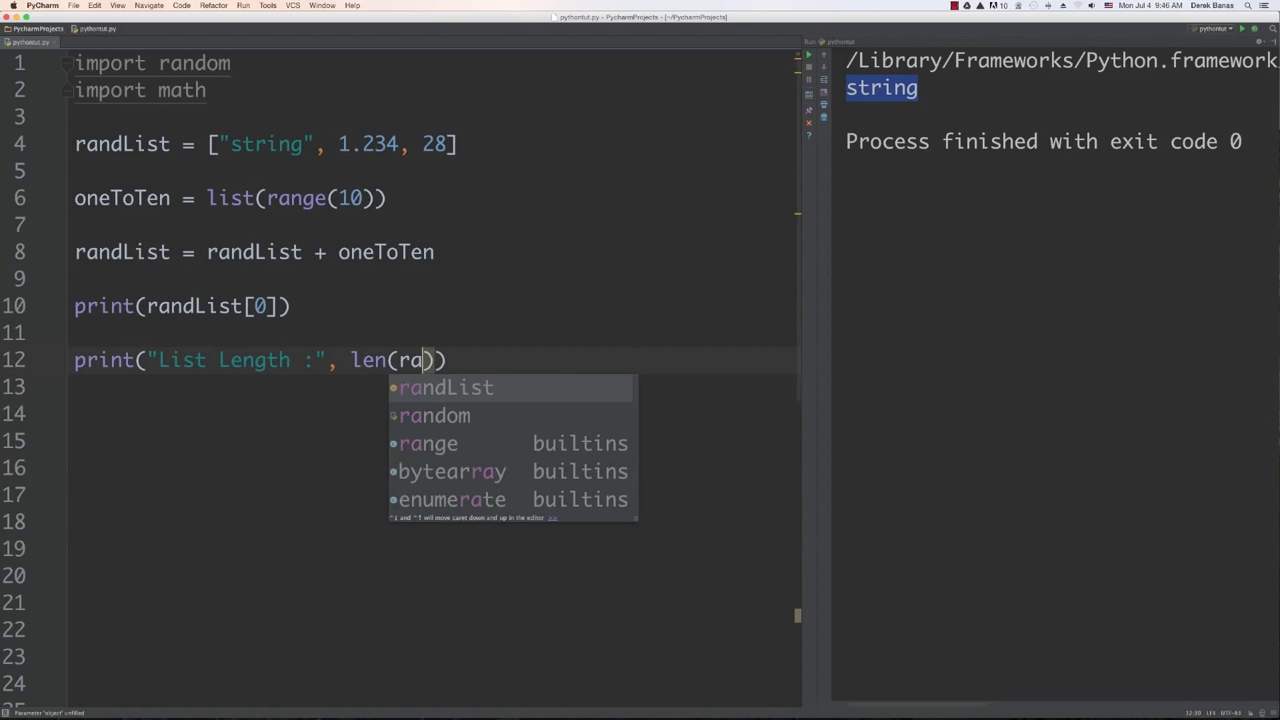 PyCharm File Edit View Navigate Code Refactor Run Tools VCS Window Help
10 Mon Jul 4 9:46 AM Derek Banas
pythontut.py - PycharmProjects - [~/PycharmProjects]
PycharmProjects pythontut.py
pythontut
pythontut.py
Run pythontut
1 import random
2 import math
3
4 randList = ["string", 1.234, 28]
5
6 oneToTen = list(range(10))
7
8 randList = randList + oneToTen
9
10 print(randList[0])
11
12 print("List Length :", len(ra))
13
14
15
16
17
18
19
20
21
22
23
24
25
randList
random
range builtins
bytearray builtins
enumerate builtins
^↓ and ^↑ will move caret down and up in the editor >>
/Library/Frameworks/Python.framework
string
Process finished with exit code 0
Parameter 'object' unfilled
12:30 LF‡ UTF-8‡